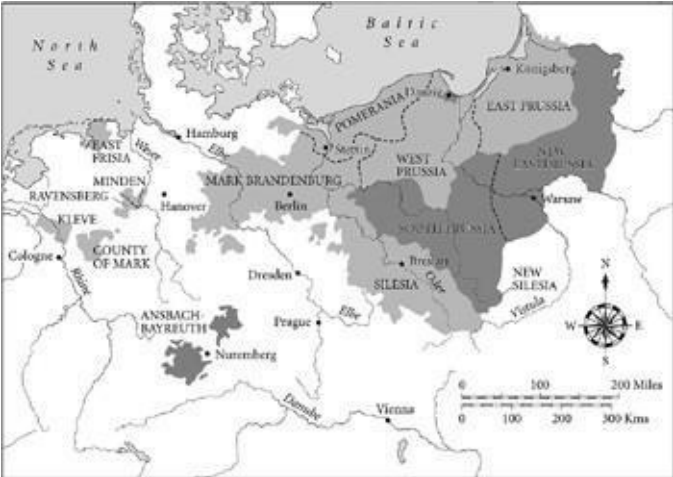 North
Sea
Baltic
Sea
Königsberg
POMERANIA
Danzig
EAST PRUSSIA
Hamburg
Elbe
EAST
FRISIA
Weser
Stettin
NEW
EAST PRUSSIA
WEST
PRUSSIA
MINDEN
MARK BRANDENBURG
RAVENSBERG
Hanover
Berlin
Warsaw
KLEVE
SOUTH PRUSSIA
Cologne
COUNTY
OF MARK
Breslau
Rhine
Dresden
SILESIA
Oder
NEW
SILESIA
N
Vistula
ANSBACH-
BAYREUTH
Elbe
Prague
W
E
Nuremberg
S
0 100 200 Miles
0 100 200 300 Kms
Danube
Vienna